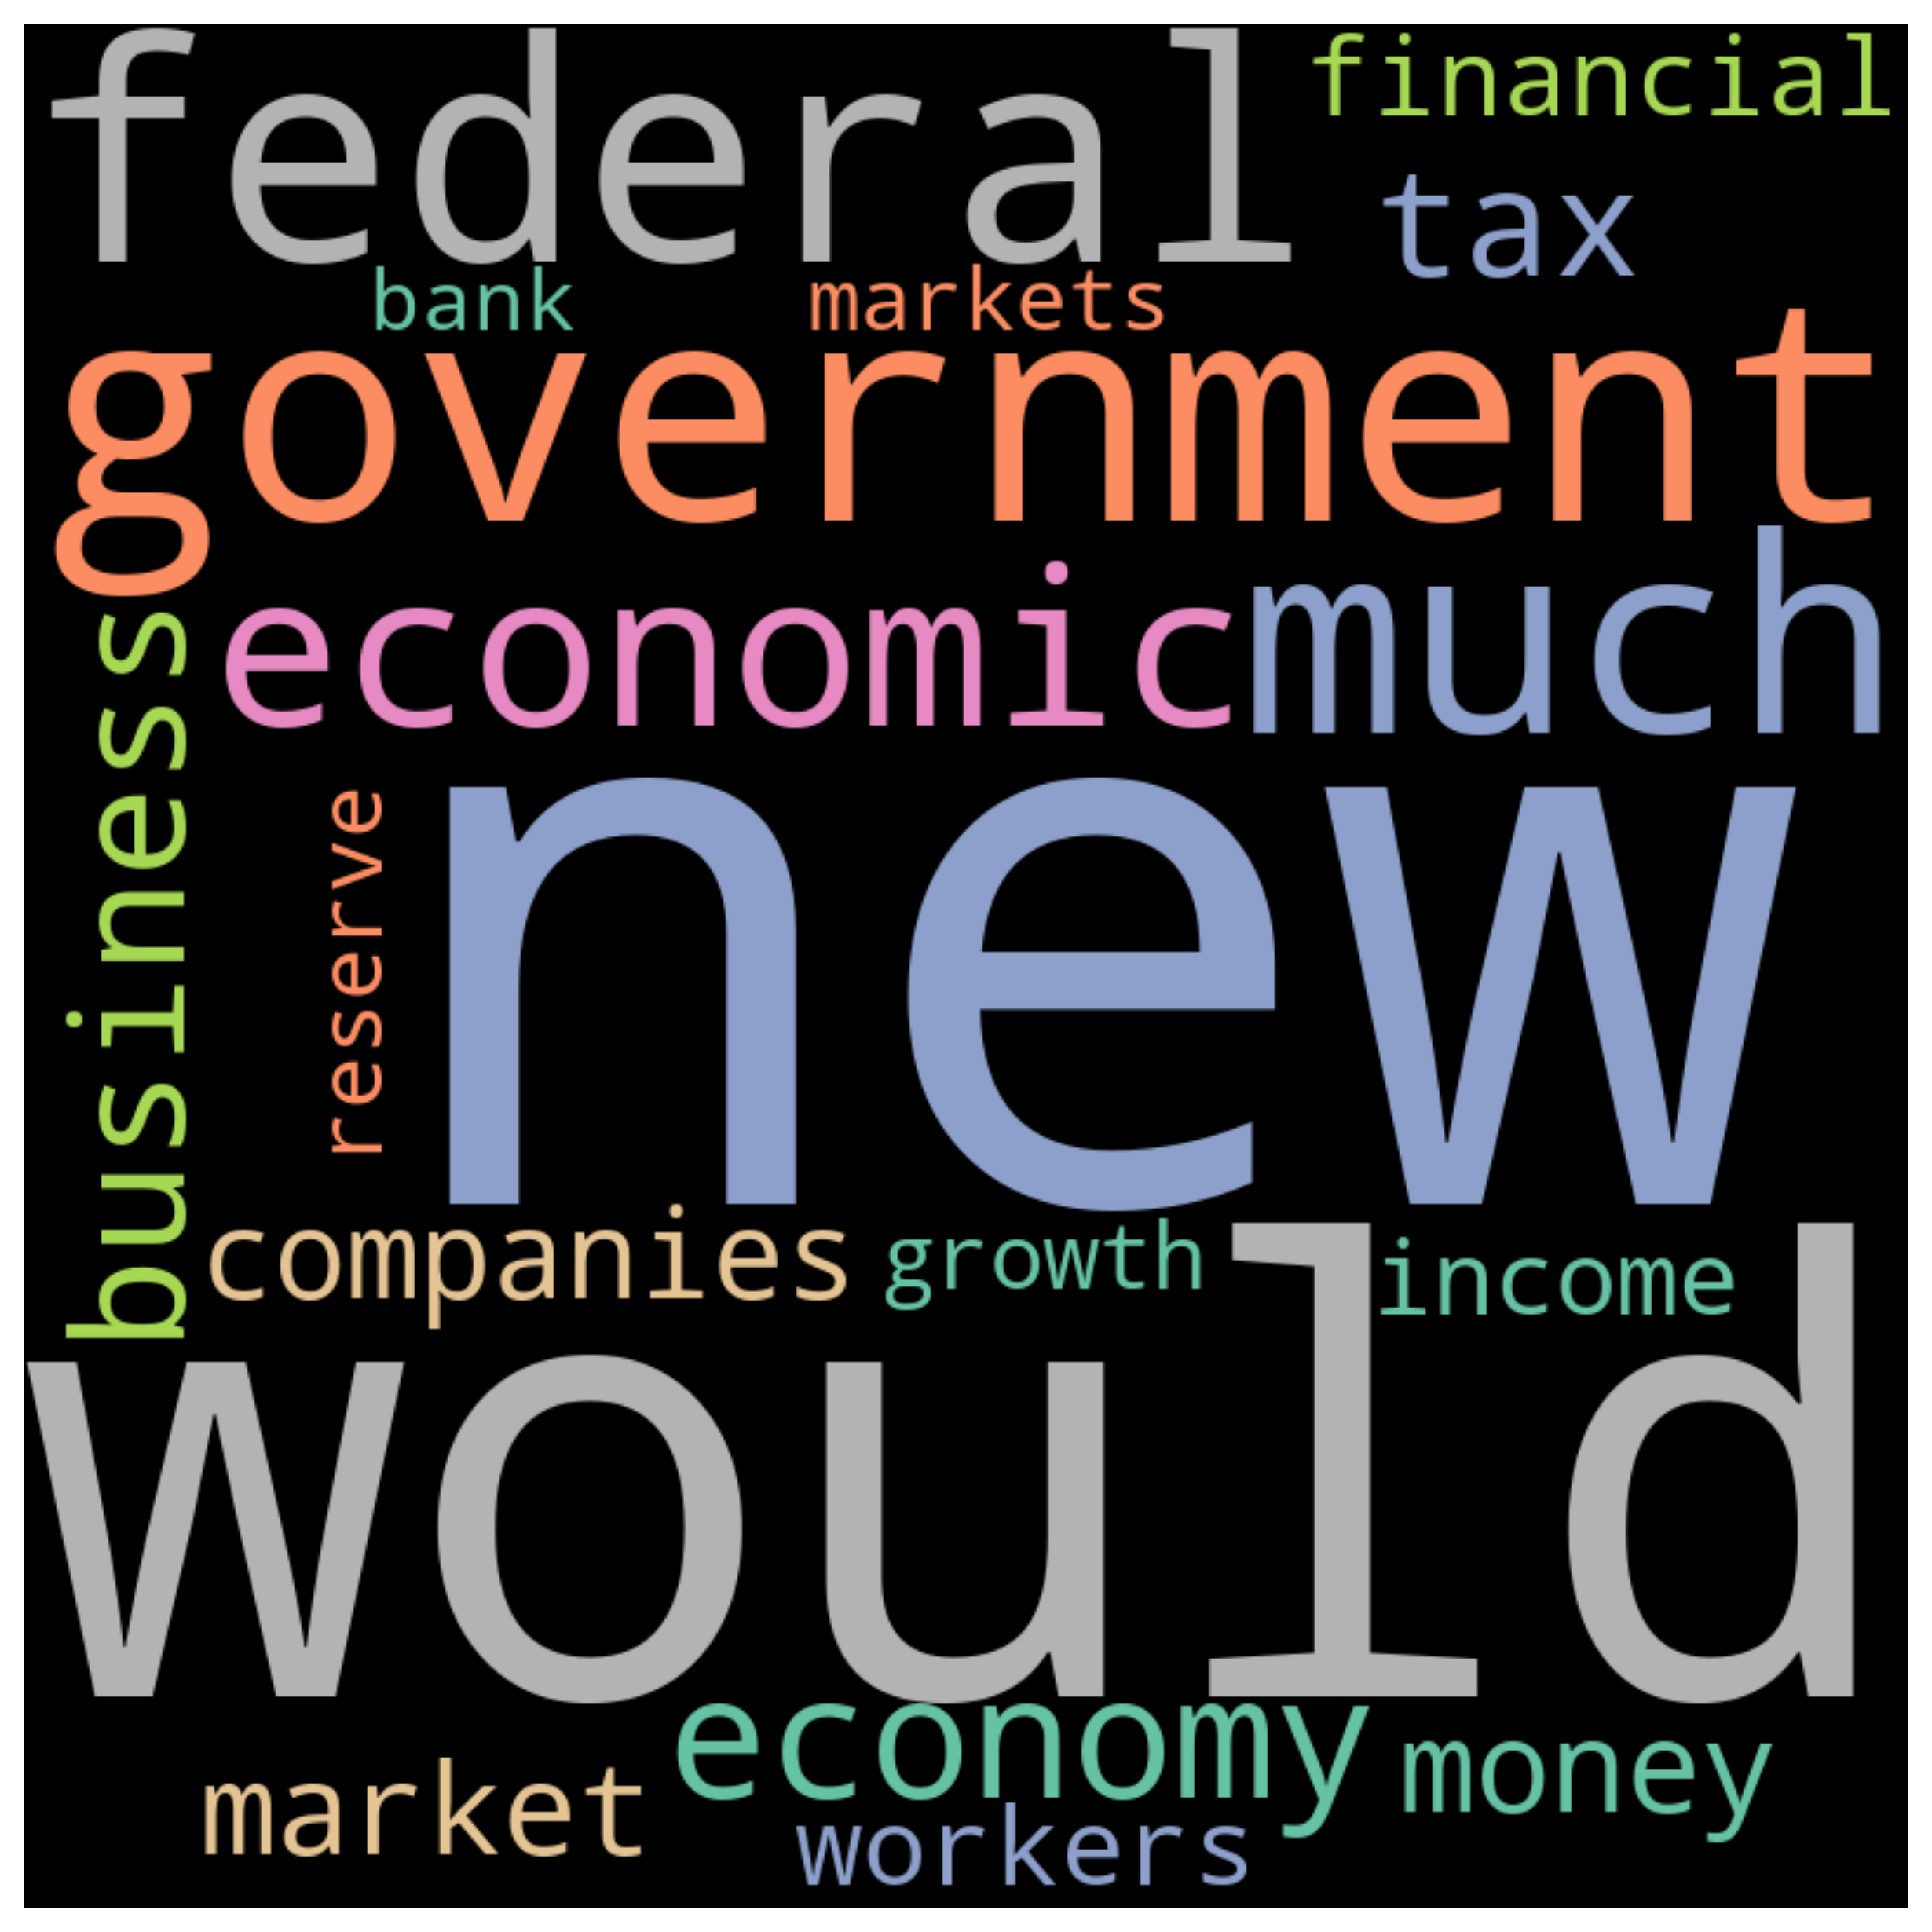 federal
financial
tax
bank
markets
government
economic
much
business
reserve
new
companies
growth
income
would
economy
money
market
workers